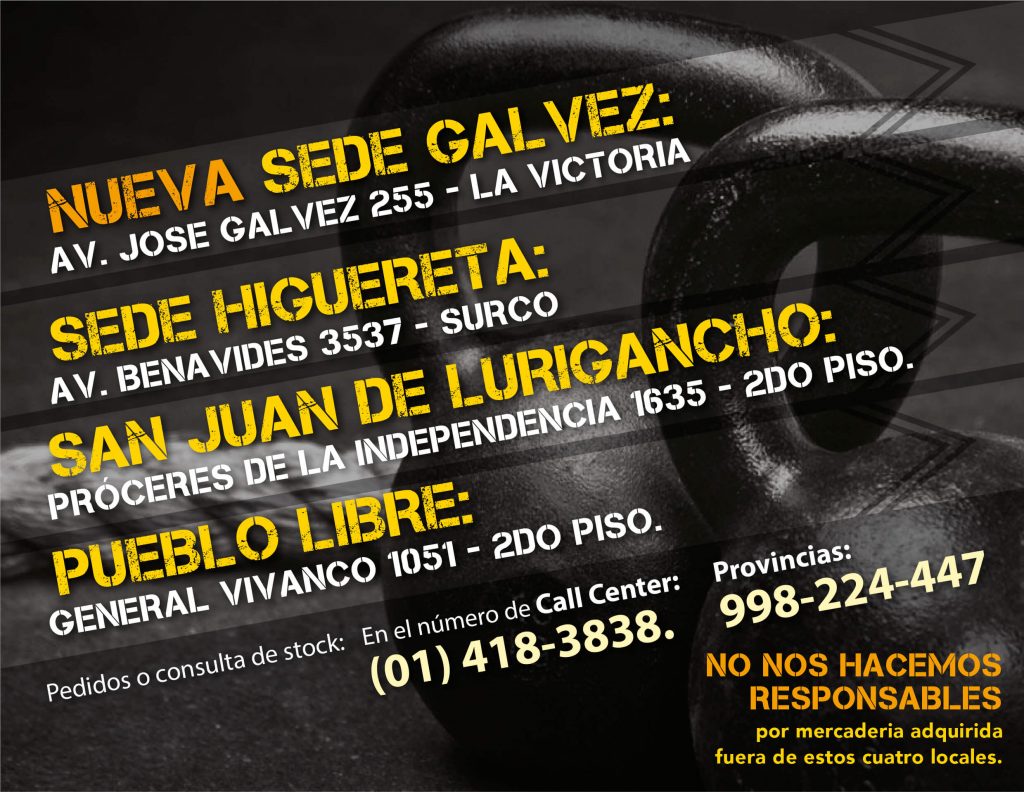 NUEVA SEDE GALVEZ:
AV. JOSE GALVEZ 255 - LA VICTORIA
SEDE HIGUERETA:
AV. BENAVIDES 3537 - SURCO
SAN JUAN DE LURIGANCHO:
PRÓCERES DE LA INDEPENDENCIA 1635 - 2DO PISO.
PUEBLO LIBRE:
GENERAL VIVANCO 1051 - 2DO PISO.
Pedidos o consulta de stock:
En el número de Call Center:
(01) 418-3838.
Provincias:
998-224-447
NO NOS HACEMOS
RESPONSABLES
por mercaderia adquirida
fuera de estos cuatro locales.